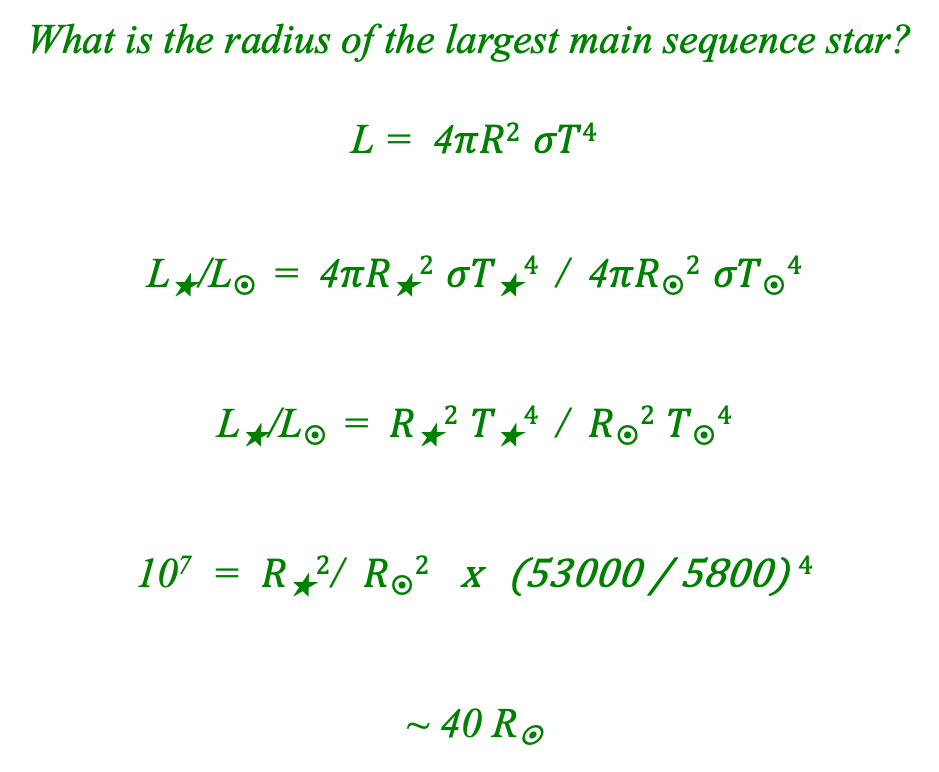 What is the radius of the largest main sequence star?
L = 4πR² σT⁴
L★/L☉ = 4πR★² σT★⁴ / 4πR☉² σT☉⁴
L★/L☉ = R★² T★⁴ / R☉² T☉⁴
10⁷ = R★²/ R☉² x (53000/5800)⁴
~ 40 R☉